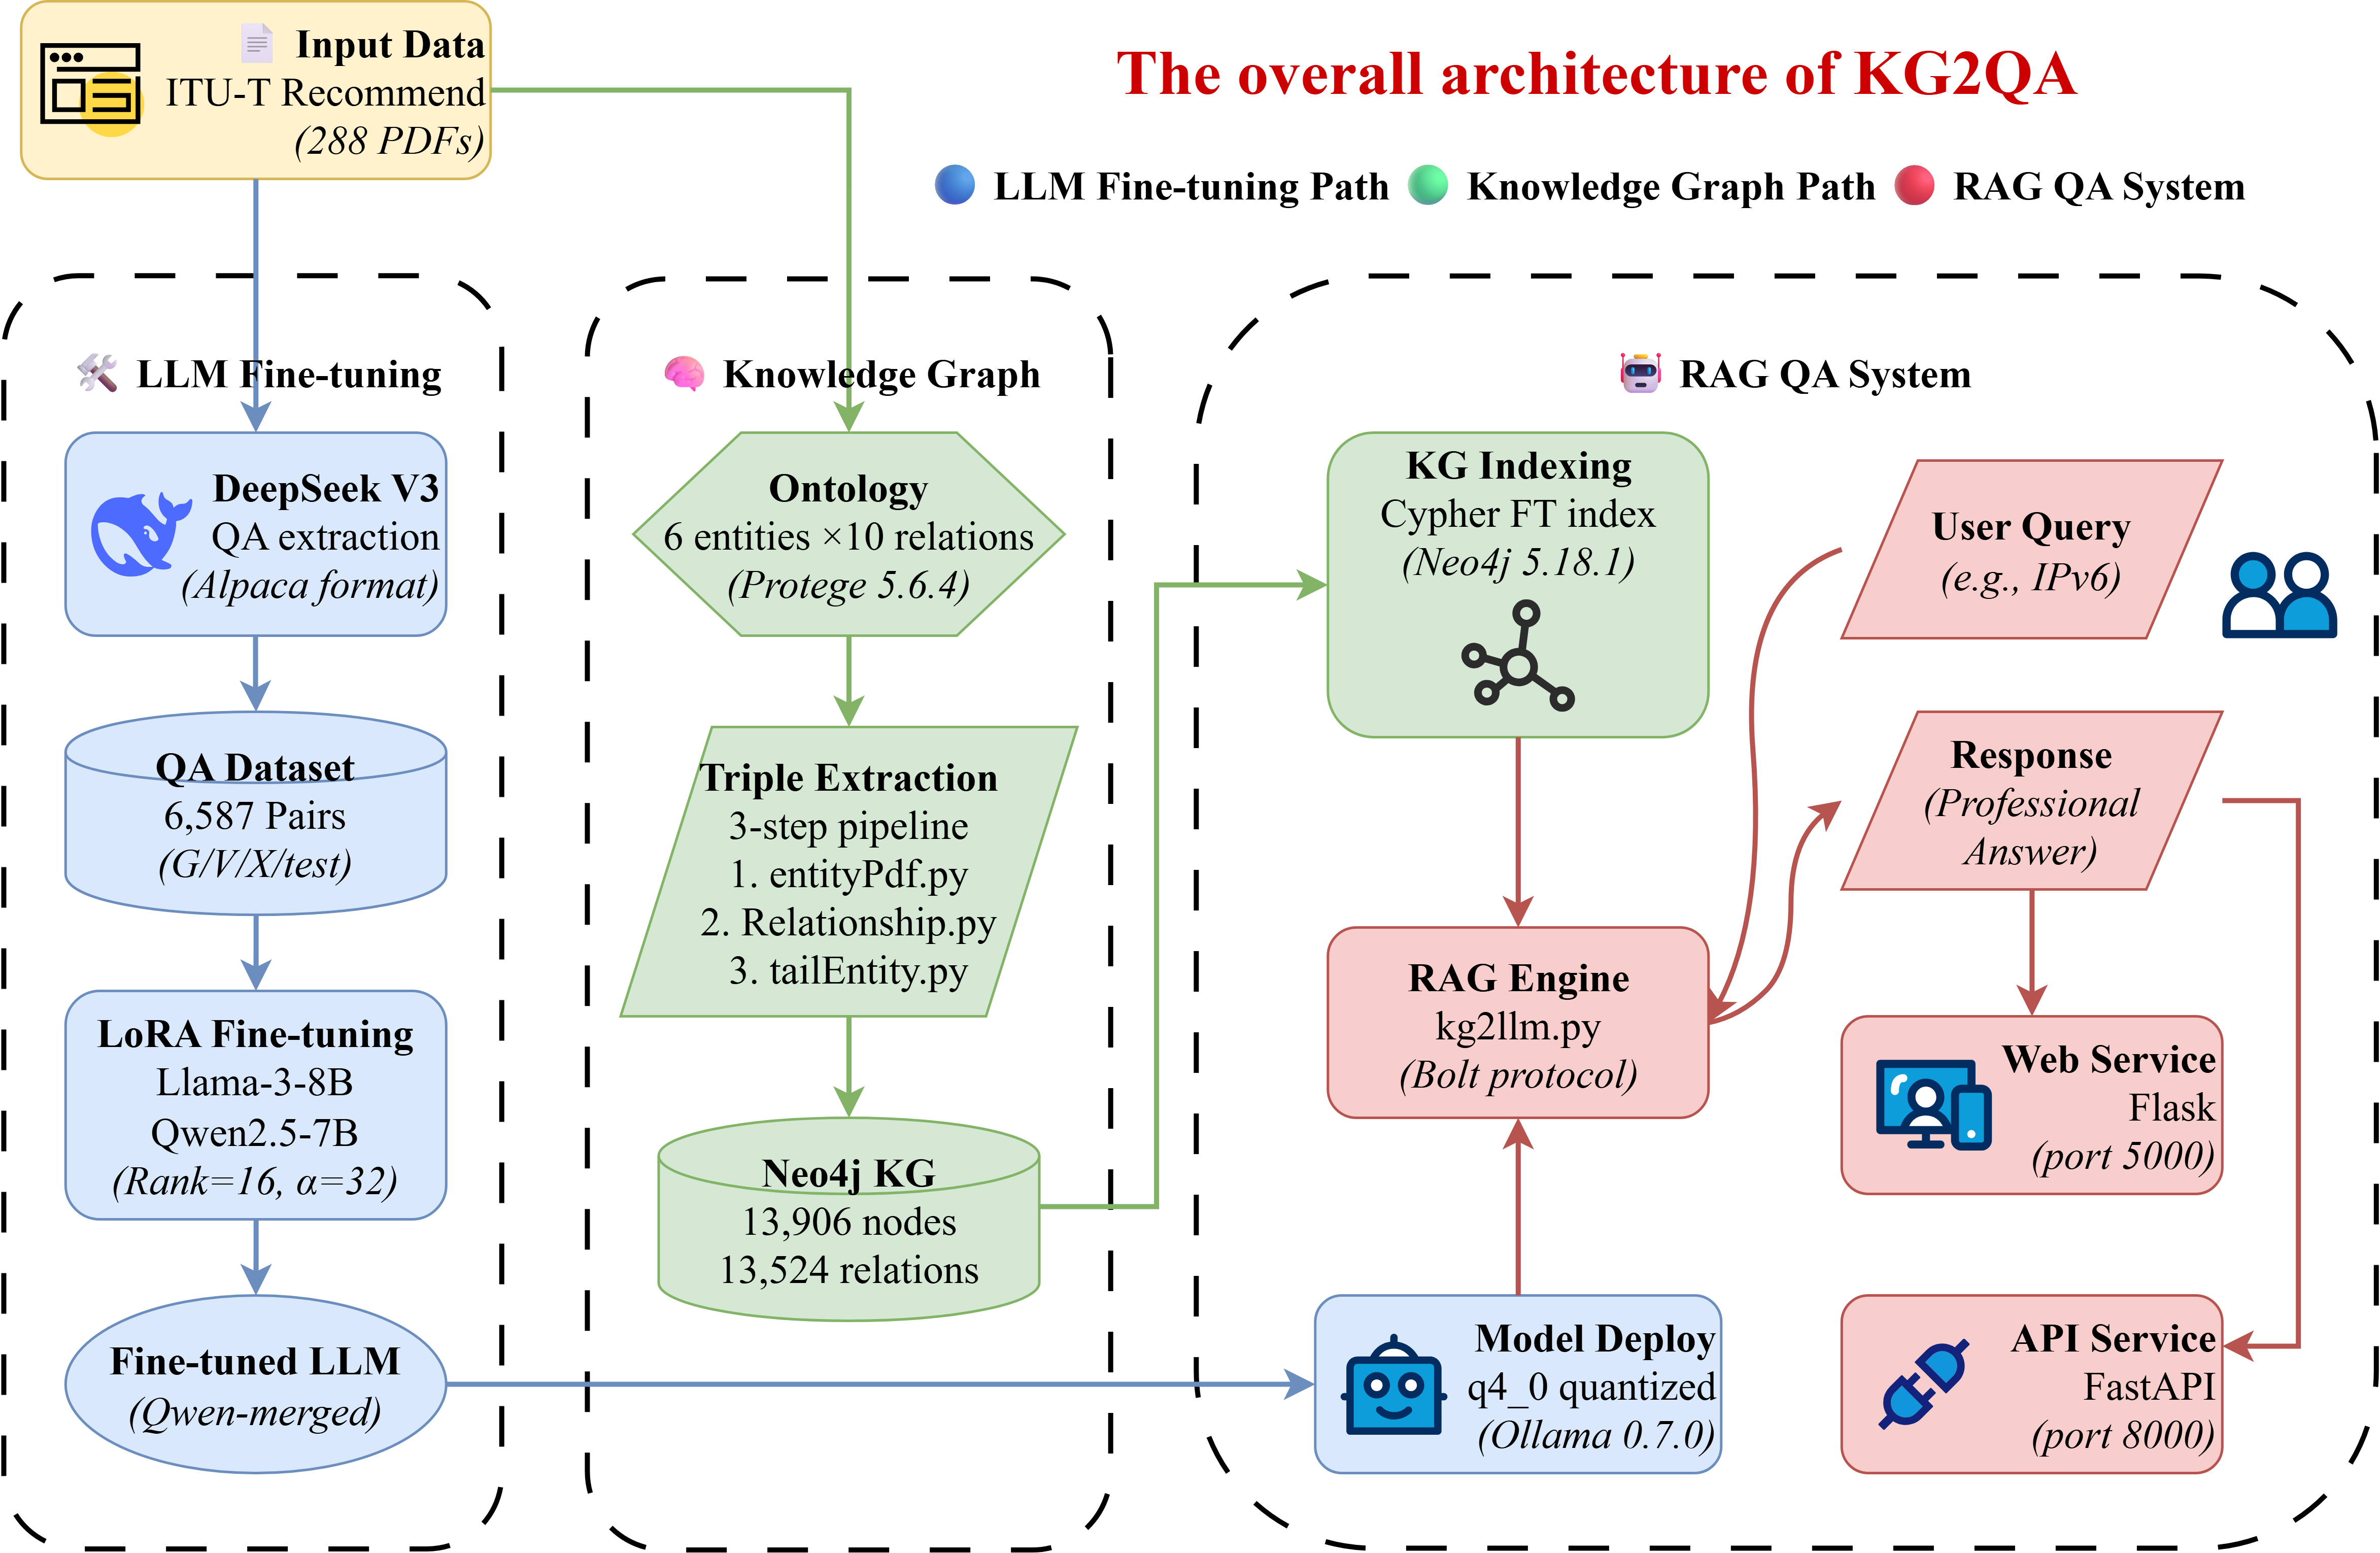 Input Data
ITU-T Recommend
(288 PDFs)
The overall architecture of KG2QA
LLM Fine-tuning Path
Knowledge Graph Path
RAG QA System
LLM Fine-tuning
DeepSeek V3
QA extraction
(Alpaca format)
QA Dataset
6,587 Pairs
(G/V/X/test)
LoRA Fine-tuning
Llama-3-8B
Qwen2.5-7B
(Rank=16, α=32)
Fine-tuned LLM
(Qwen-merged)
Knowledge Graph
Ontology
6 entities ×10 relations
(Protege 5.6.4)
Triple Extraction
3-step pipeline
1. entityPdf.py
2. Relationship.py
3. tailEntity.py
Neo4j KG
13,906 nodes
13,524 relations
RAG QA System
KG Indexing
Cypher FT index
(Neo4j 5.18.1)
RAG Engine
kg2llm.py
(Bolt protocol)
Model Deploy
q4_0 quantized
(Ollama 0.7.0)
User Query
(e.g., IPv6)
Response
(Professional
Answer)
Web Service
Flask
(port 5000)
API Service
FastAPI
(port 8000)